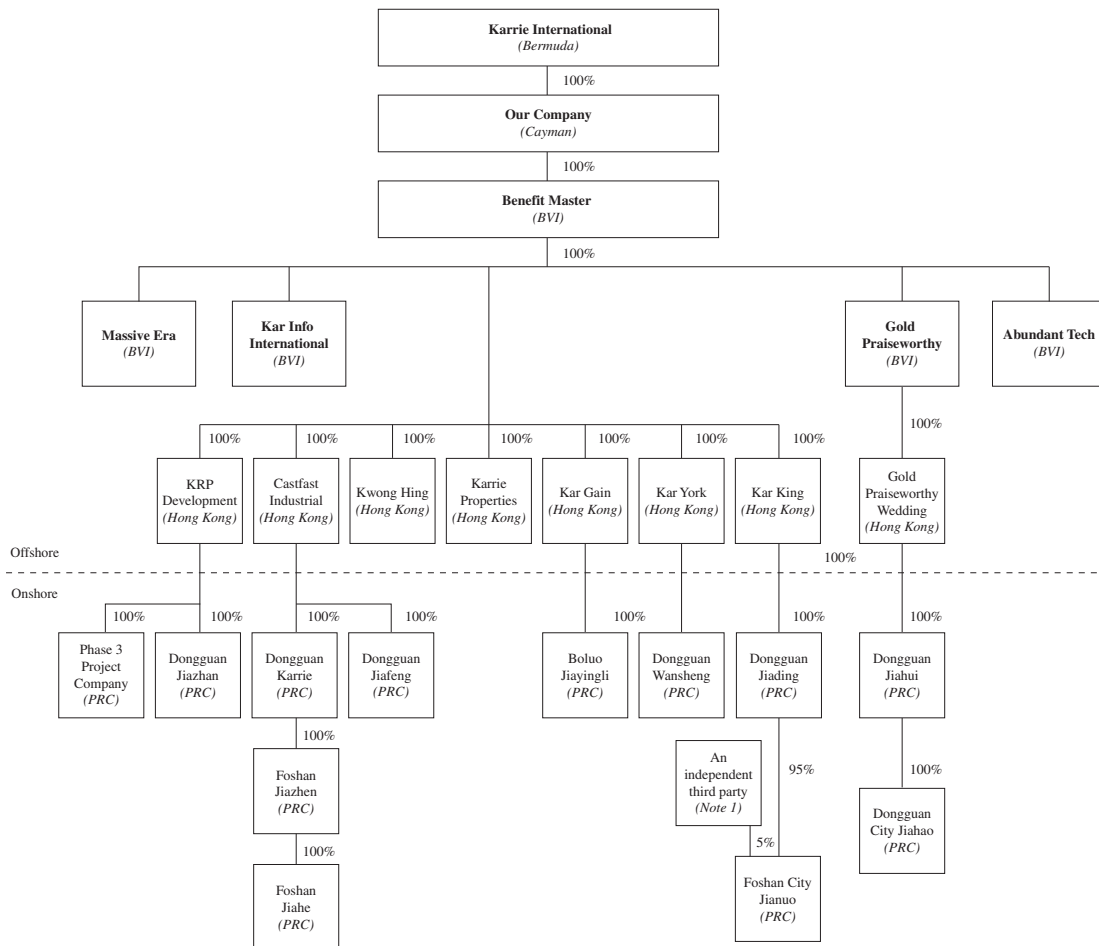 Karrie International
(Bermuda)
100%
Our Company
(Cayman)
100%
Benefit Master
(BVI)
100%
Massive Era
(BVI)
Kar Info
International
(BVI)
Gold
Praiseworthy
(BVI)
Abundant Tech
(BVI)
100%
100%
100%
100%
100%
100%
100%
100%
KRP
Development
(Hong Kong)
Castfast
Industrial
(Hong Kong)
Kwong Hing
(Hong Kong)
Karrie
Properties
(Hong Kong)
Kar Gain
(Hong Kong)
Kar York
(Hong Kong)
Kar King
(Hong Kong)
Gold
Praiseworthy
Wedding
(Hong Kong)
Offshore
100%
Onshore
100%
100%
100%
100%
100%
100%
100%
100%
Phase 3
Project
Company
(PRC)
Dongguan
Jiazhan
(PRC)
Dongguan
Karrie
(PRC)
Dongguan
Jiafeng
(PRC)
Boluo
Jiayingli
(PRC)
Dongguan
Wansheng
(PRC)
Dongguan
Jiading
(PRC)
Dongguan
Jiahui
(PRC)
100%
Foshan
Jiazhen
(PRC)
An
independent
third party
(Note 1)
95%
100%
Dongguan
City Jiahao
(PRC)
100%
5%
Foshan
Jiahe
(PRC)
Foshan City
Jianuo
(PRC)